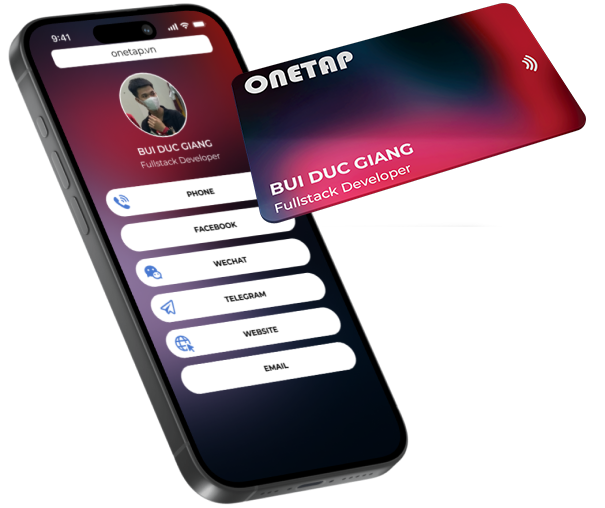 9:41
onetap.vn
BUI DUC GIANG
Fullstack Developer
PHONE
FACEBOOK
WECHAT
TELEGRAM
WEBSITE
EMAIL
ONETAP
BUI DUC GIANG
Fullstack Developer